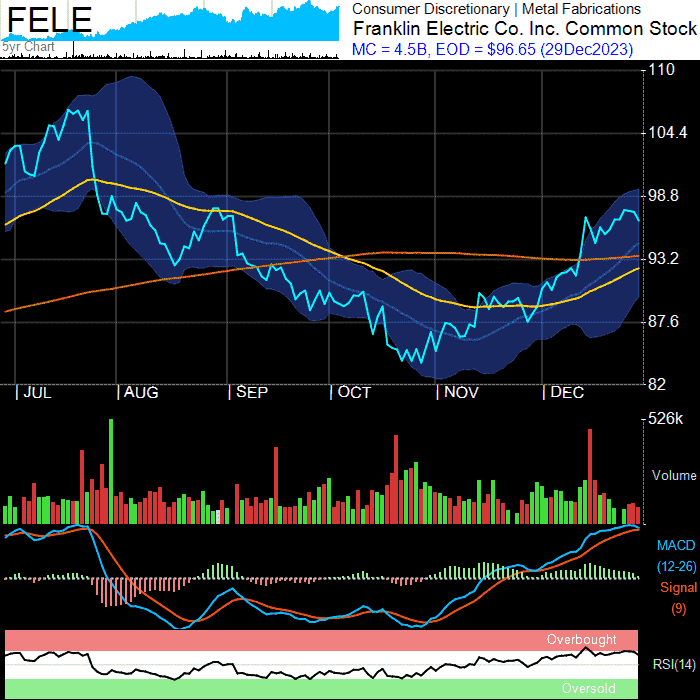 FELE
5yr Chart
Consumer Discretionary | Metal Fabrications
Franklin Electric Co. Inc. Common Stock
MC = 4.5B, EOD = $96.65 (29Dec2023)
110
104.4
98.8
93.2
87.6
82
| JUL | AUG | SEP | OCT | NOV | DEC
526k
Volume
MACD
(12-26)
Signal
(9)
Overbought
RSI(14)
Oversold